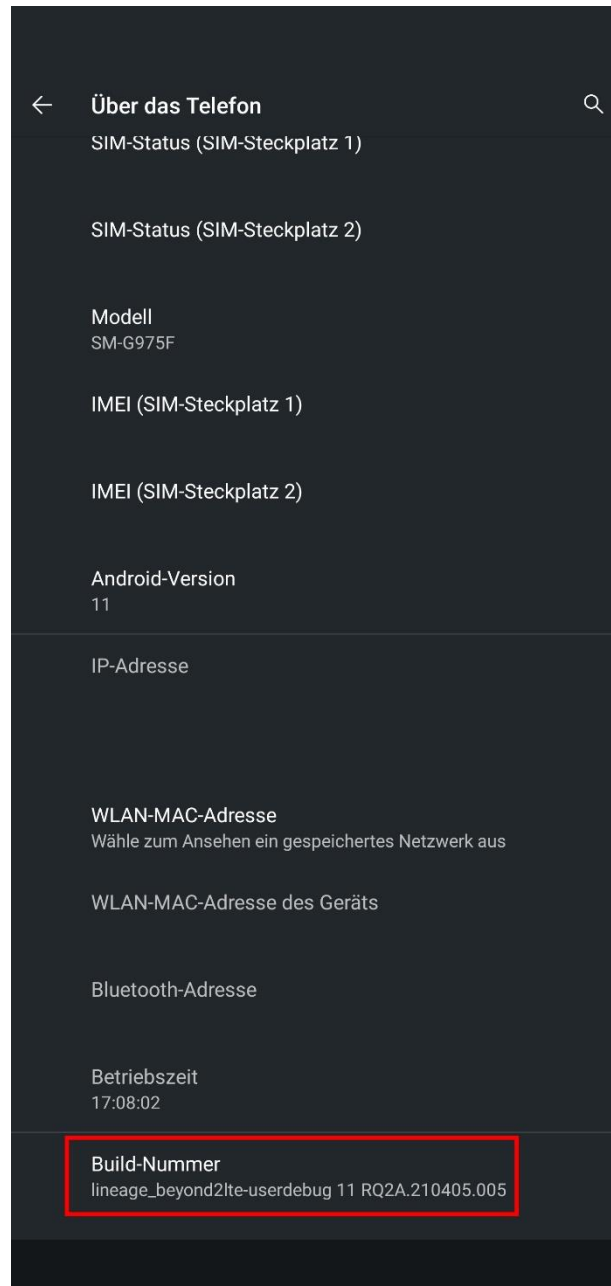 Über das Telefon
SIM-Status (SIM-Steckplatz 1)
SIM-Status (SIM-Steckplatz 2)
Modell
SM-G975F
IMEI (SIM-Steckplatz 1)
IMEI (SIM-Steckplatz 2)
Android-Version
11
IP-Adresse
WLAN-MAC-Adresse
Wähle zum Ansehen ein gespeichertes Netzwerk aus
WLAN-MAC-Adresse des Geräts
Bluetooth-Adresse
Betriebszeit
17:08:02
Build-Nummer
lineage_beyond2lte-userdebug 11 RQ2A.210405.005